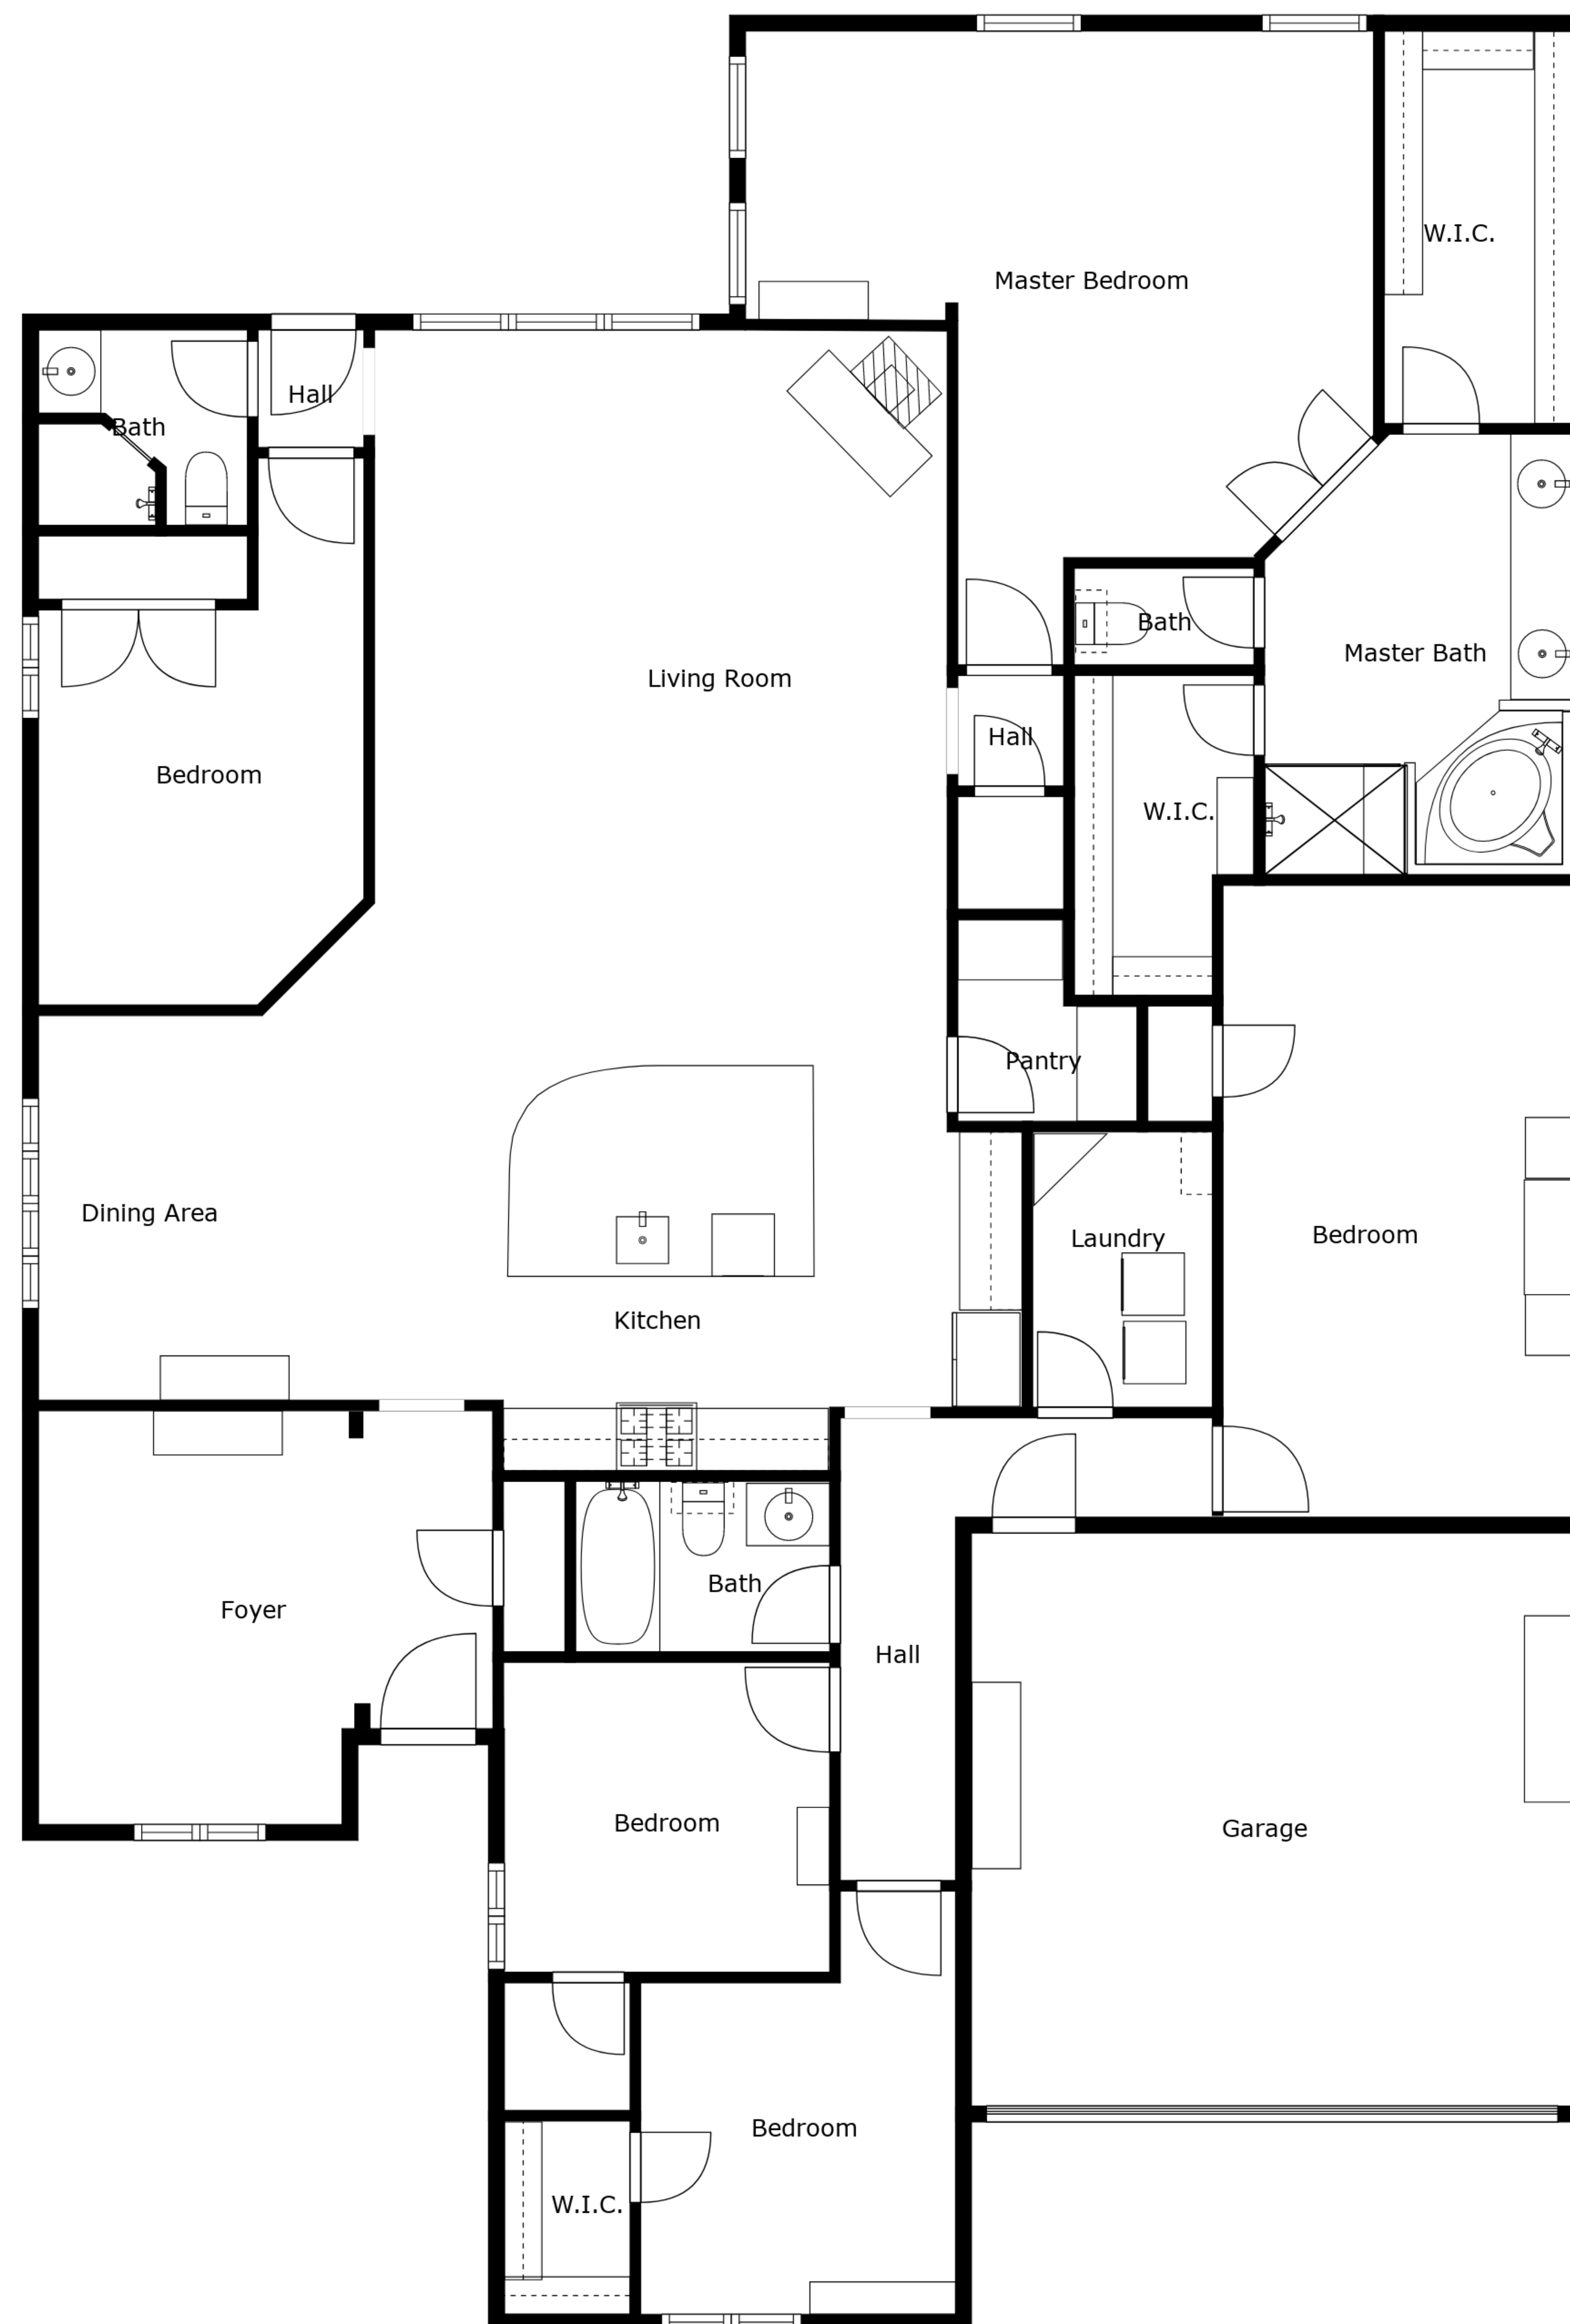 W.I.C.
Master Bedroom
Hall
Bath
Bath
Master Bath
Living Room
Hall
Bedroom
W.I.C.
Pantry
Dining Area
Laundry
Bedroom
Kitchen
Bath
Foyer
Hall
Bedroom
Garage
Bedroom
W.I.C.